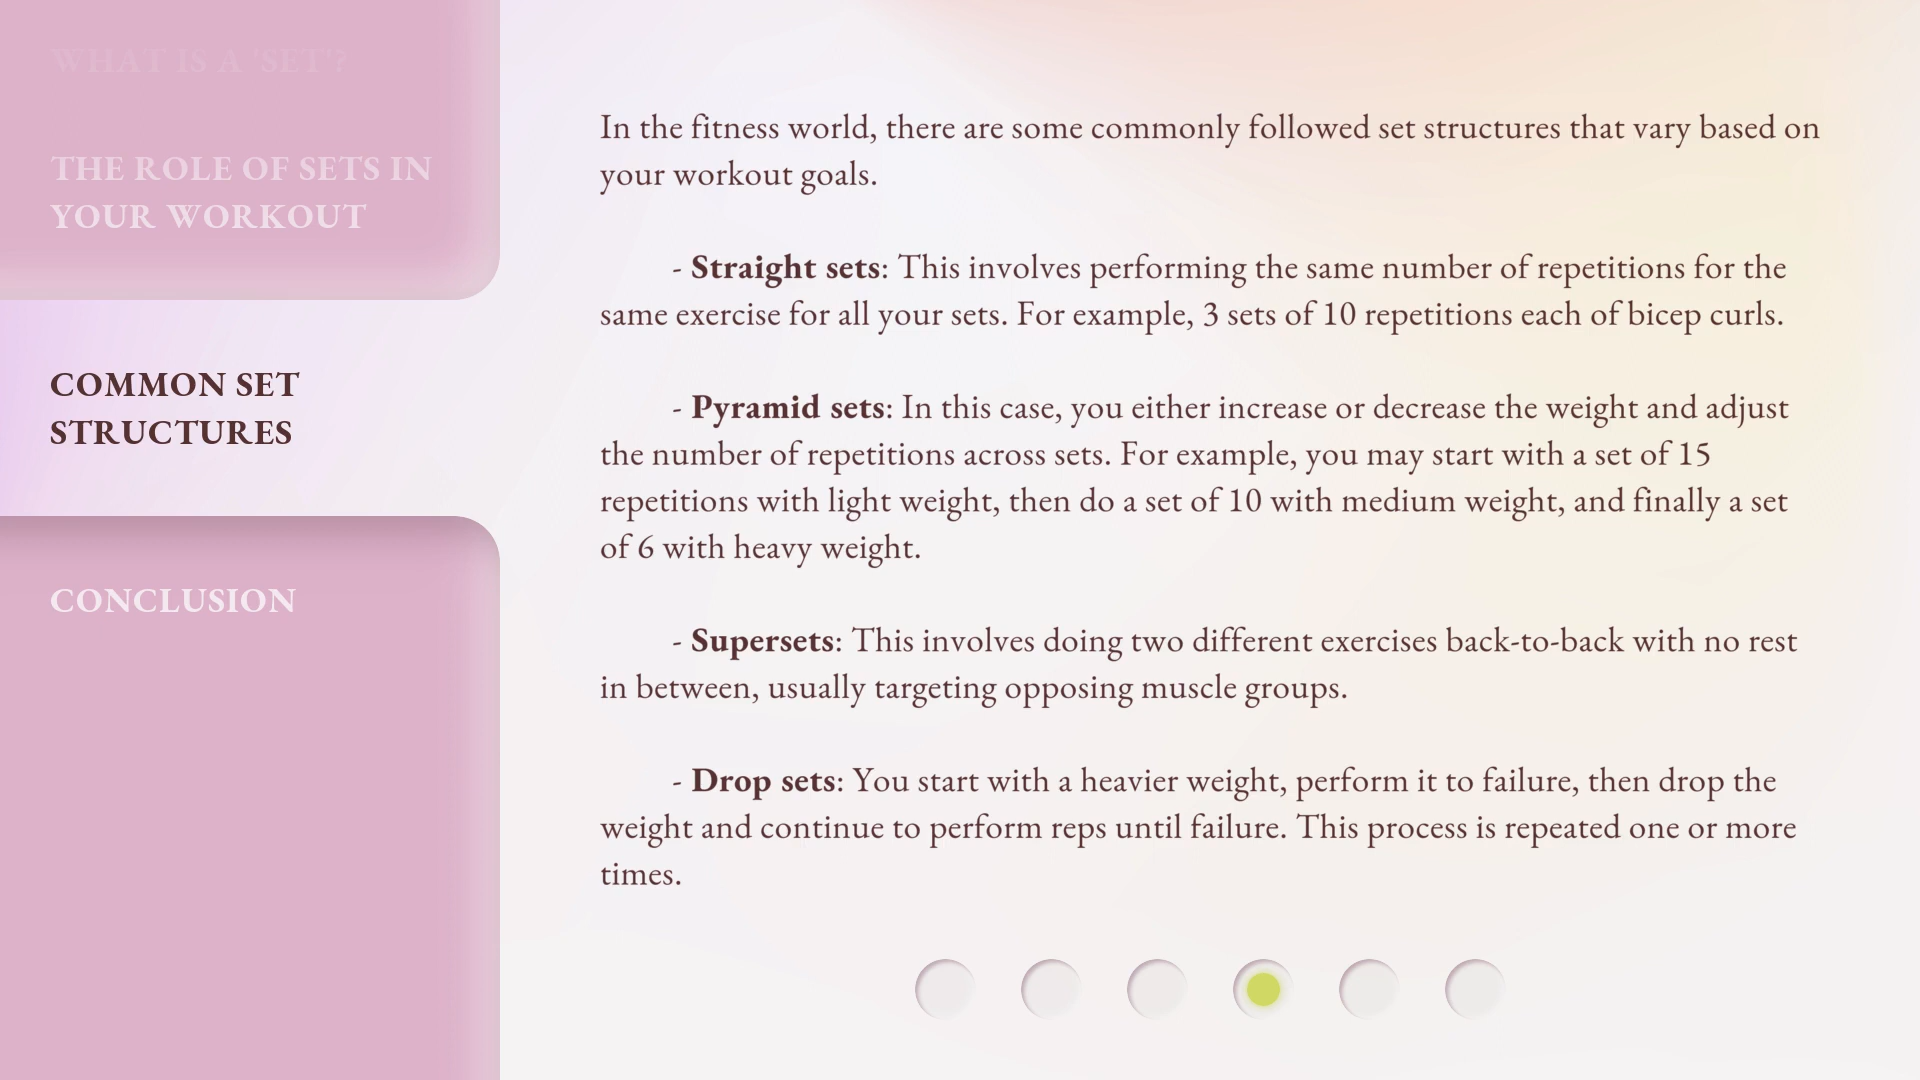 WHAT IS A 'SET'?
THE ROLE OF SETS IN
YOUR WORKOUT
COMMON SET
STRUCTURES
CONCLUSION
In the fitness world, there are some commonly followed set structures that vary based on
your workout goals.
- Straight sets: This involves performing the same number of repetitions for the
same exercise for all your sets. For example, 3 sets of 10 repetitions each of bicep curls.
- Pyramid sets: In this case, you either increase or decrease the weight and adjust
the number of repetitions across sets. For example, you may start with a set of 15
repetitions with light weight, then do a set of 10 with medium weight, and finally a set
of 6 with heavy weight.
- Supersets: This involves doing two different exercises back-to-back with no rest
in between, usually targeting opposing muscle groups.
- Drop sets: You start with a heavier weight, perform it to failure, then drop the
weight and continue to perform reps until failure. This process is repeated one or more
times.